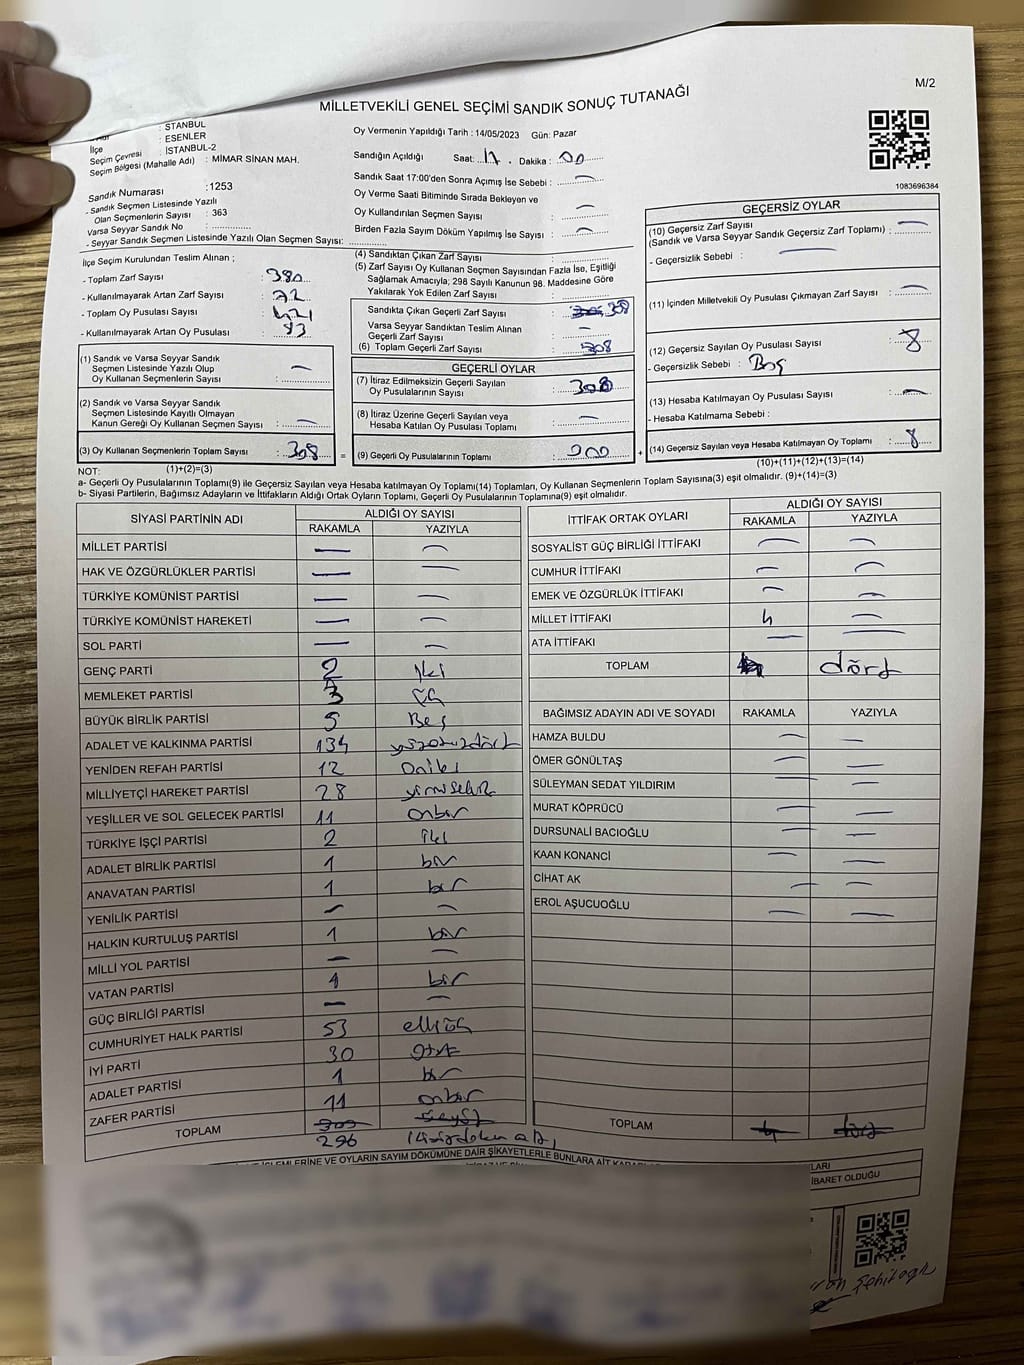 M/2
MİLLETVEKİLİ GENEL SEÇİMİ SANDIK SONUÇ TUTANAĞI
: İSTANBUL
İlçe : ESENLER
Seçim Çevresi : İSTANBUL-2
Seçim Bölgesi (Mahalle Adı) : MİMAR SİNAN MAH.
Oy Vermenin Yapıldığı Tarih : 14/05/2023 Gün: Pazar
Sandığın Açıldığı Saat: 17 . Dakika : 00
Sandık Saat 17:00'den Sonra Açımış İse Sebebi : —
Oy Verme Saati Bitiminde Sırada Bekleyen ve
Oy Kullandırılan Seçmen Sayısı : —
Birden Fazla Sayım Döküm Yapılmış İse Sayısı : —
1083696384
Sandık Numarası : 1253
- Sandık Seçmen Listesinde Yazılı
Olan Seçmenlerin Sayısı : 363
Varsa Seyyar Sandık No :
- Seyyar Sandık Seçmen Listesinde Yazılı Olan Seçmen Sayısı:
İlçe Seçim Kurulundan Teslim Alınan ;
- Toplam Zarf Sayısı : 380
- Kullanılmayarak Artan Zarf Sayısı : 72
- Toplam Oy Pusulası Sayısı :
- Kullanılmayarak Artan Oy Pusulası :
(1) Sandık ve Varsa Seyyar Sandık
Seçmen Listesinde Yazılı Olup
Oy Kullanan Seçmenlerin Sayısı : —
(2) Sandık ve Varsa Seyyar Sandık
Seçmen Listesinde Kayıtlı Olmayan
Kanun Gereği Oy Kullanan Seçmen Sayısı : —
(3) Oy Kullanan Seçmenlerin Toplam Sayısı : 308
(1)+(2)=(3)
(4) Sandıktan Çıkan Zarf Sayısı :
(5) Zarf Sayısı Oy Kullanan Seçmen Sayısından Fazla İse, Eşitliği
Sağlamak Amacıyla; 298 Sayılı Kanunun 98. Maddesine Göre
Yakılarak Yok Edilen Zarf Sayısı :
Sandıkta Çıkan Geçerli Zarf Sayısı : 308
Varsa Seyyar Sandıktan Teslim Alınan
Geçerli Zarf Sayısı : —
(6) Toplam Geçerli Zarf Sayısı : 308
GEÇERLİ OYLAR
(7) İtiraz Edilmeksizin Geçerli Sayılan
Oy Pusulalarının Sayısı :
(8) İtiraz Üzerine Geçerli Sayılan veya
Hesaba Katılan Oy Pusulası Toplamı : —
= (9) Geçerli Oy Pusulalarının Toplamı :
GEÇERSİZ OYLAR
(10) Geçersiz Zarf Sayısı
(Sandık ve Varsa Seyyar Sandık Geçersiz Zarf Toplamı) : —
- Geçersizlik Sebebi : —
(11) İçinden Milletvekili Oy Pusulası Çıkmayan Zarf Sayısı : —
(12) Geçersiz Sayılan Oy Pusulası Sayısı : 8
- Geçersizlik Sebebi : Boş
(13) Hesaba Katılmayan Oy Pusulası Sayısı : —
- Hesaba Katılmama Sebebi :
+ (14) Geçersiz Sayılan veya Hesaba Katılmayan Oy Toplamı : 8
(10)+(11)+(12)+(13)=(14)
NOT:
a- Geçerli Oy Pusulalarının Toplamı(9) ile Geçersiz Sayılan veya Hesaba Katılmayan Oy Toplamı(14) Toplamları, Oy Kullanan Seçmenlerin Toplam Sayısına(3) eşit olmalıdır. (9)+(14)=(3)
b- Siyasi Partilerin, Bağımsız Adayların ve İttifakların Aldığı Ortak Oyların Toplamı, Geçerli Oy Pusulalarının Toplamına(9) eşit olmalıdır.
SİYASİ PARTİNİN ADI ALDIĞI OY SAYISI
RAKAMLA YAZIYLA
MİLLET PARTİSİ — —
HAK VE ÖZGÜRLÜKLER PARTİSİ — —
TÜRKİYE KOMÜNİST PARTİSİ — —
TÜRKİYE KOMÜNİST HAREKETİ — —
SOL PARTİ — —
GENÇ PARTİ 2 iki
MEMLEKET PARTİSİ 3 üç
BÜYÜK BİRLİK PARTİSİ 5 Beş
ADALET VE KALKINMA PARTİSİ 134 yüzotuzdört
YENİDEN REFAH PARTİSİ 12 Oniki
MİLLİYETÇİ HAREKET PARTİSİ 28 yirmisekiz
YEŞİLLER VE SOL GELECEK PARTİSİ 11 onbir
TÜRKİYE İŞÇİ PARTİSİ 2 iki
ADALET BİRLİK PARTİSİ 1 bir
ANAVATAN PARTİSİ 1 bir
YENİLİK PARTİSİ — —
HALKIN KURTULUŞ PARTİSİ 1 bir
MİLLİ YOL PARTİSİ — —
VATAN PARTİSİ 1 bir
GÜÇ BİRLİĞİ PARTİSİ — —
CUMHURİYET HALK PARTİSİ 53 elliüç
İYİ PARTİ 30 otuz
ADALET PARTİSİ 1 bir
ZAFER PARTİSİ 11 onbir
TOPLAM 296 ikiyüzdoksanaltı
İTTİFAK ORTAK OYLARI ALDIĞI OY SAYISI
RAKAMLA YAZIYLA
SOSYALİST GÜÇ BİRLİĞİ İTTİFAKI — —
CUMHUR İTTİFAKI — —
EMEK VE ÖZGÜRLÜK İTTİFAKI — —
MİLLET İTTİFAKI 4 —
ATA İTTİFAKI — —
TOPLAM dört
BAĞIMSIZ ADAYIN ADI VE SOYADI RAKAMLA YAZIYLA
HAMZA BULDU — —
ÖMER GÖNÜLTAŞ — —
SÜLEYMAN SEDAT YILDIRIM — —
MURAT KÖPRÜCÜ — —
DURSUNALİ BACIOĞLU — —
KAAN KONANCİ — —
CİHAT AK — —
EROL AŞUCUOĞLU — —
TOPLAM 4 dört
İŞLEMLERİNE VE OYLARIN SAYIM DÖKÜMÜNE DAİR ŞİKAYETLERLE BUNLARA AİT
LARI
İBARET OLDUĞU